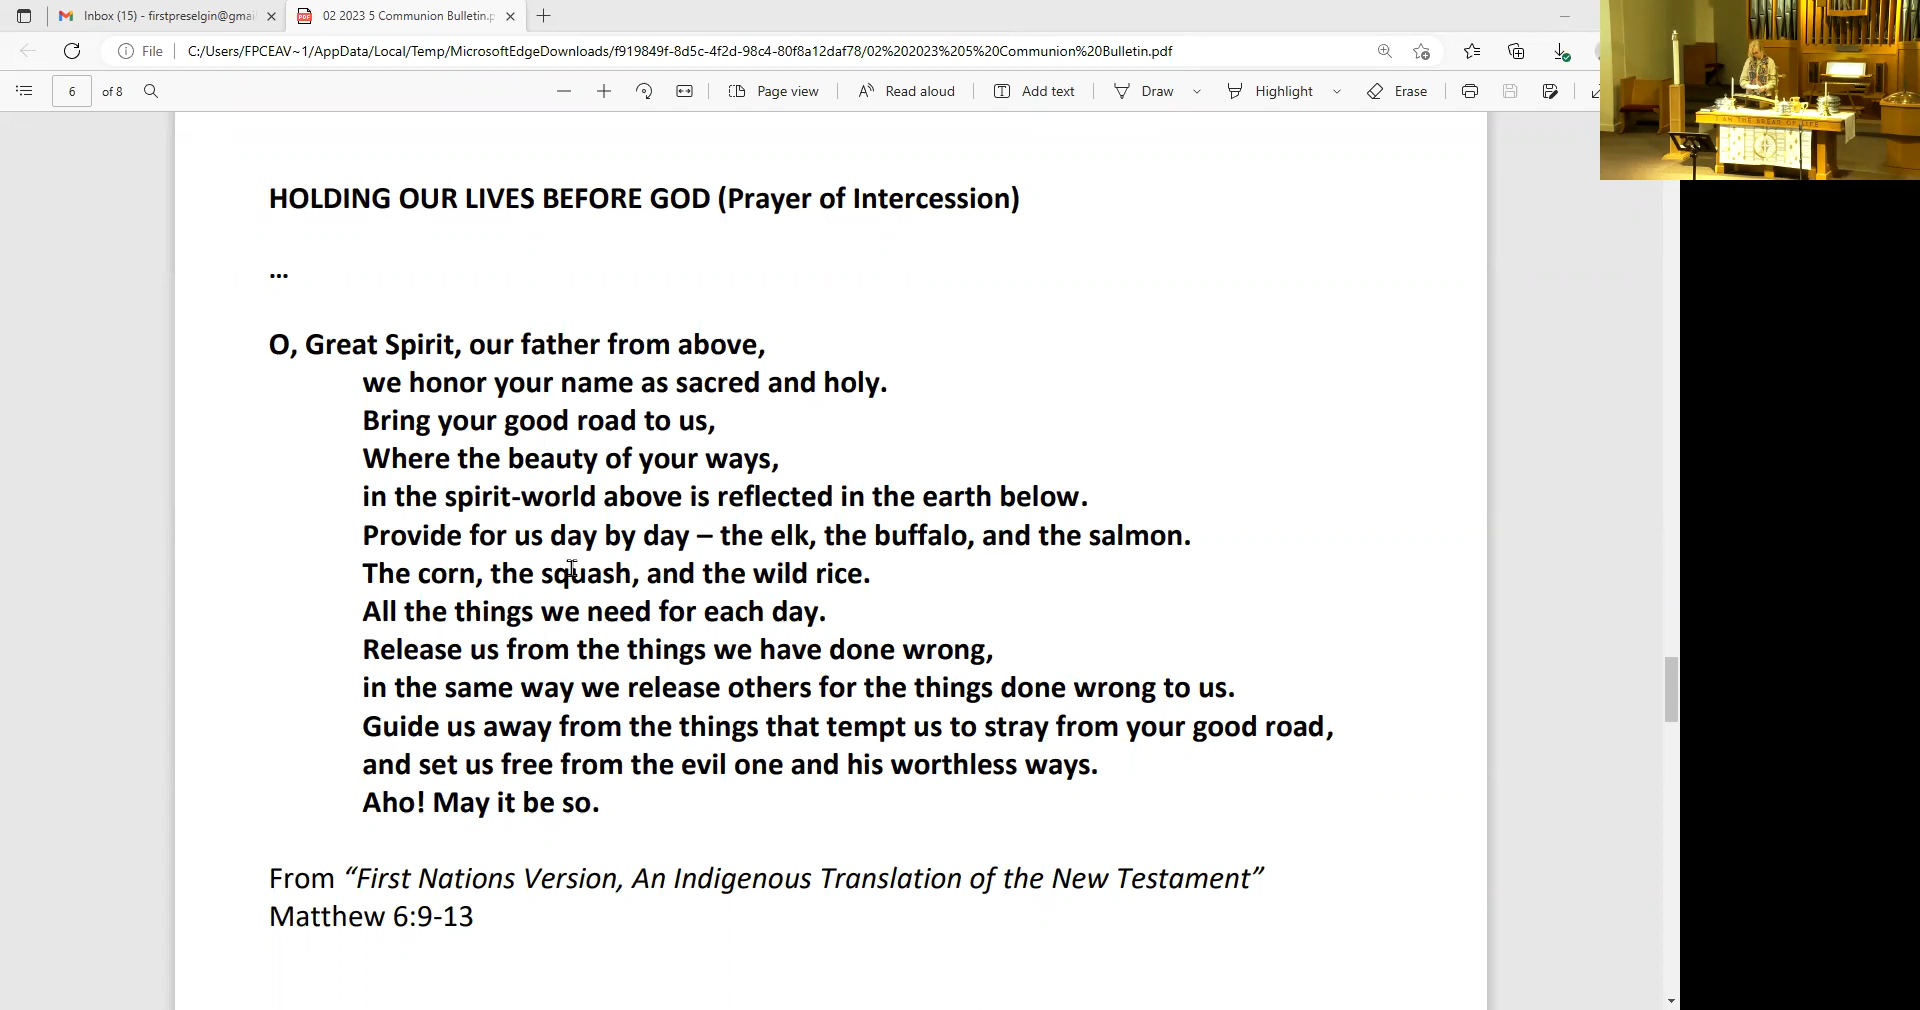 Inbox (15) - firstpreselgin@gmai
02 2023 5 Communion Bulletin.p
File
C:/Users/FPCEAV~1/AppData/Local/Temp/MicrosoftEdgeDownloads/f919849f-8d5c-4f2d-98c4-80f8a12daf78/02%202023%205%20Communion%20Bulletin.pdf
6 of 8 Page view Read aloud Add text Draw Highlight Erase
I AM THE BREAD OF LIFE
HOLDING OUR LIVES BEFORE GOD (Prayer of Intercession)
...
O, Great Spirit, our father from above,
we honor your name as sacred and holy.
Bring your good road to us,
Where the beauty of your ways,
in the spirit-world above is reflected in the earth below.
Provide for us day by day – the elk, the buffalo, and the salmon.
The corn, the squash, and the wild rice.
All the things we need for each day.
Release us from the things we have done wrong,
in the same way we release others for the things done wrong to us.
Guide us away from the things that tempt us to stray from your good road,
and set us free from the evil one and his worthless ways.
Aho! May it be so.
From “First Nations Version, An Indigenous Translation of the New Testament”
Matthew 6:9-13